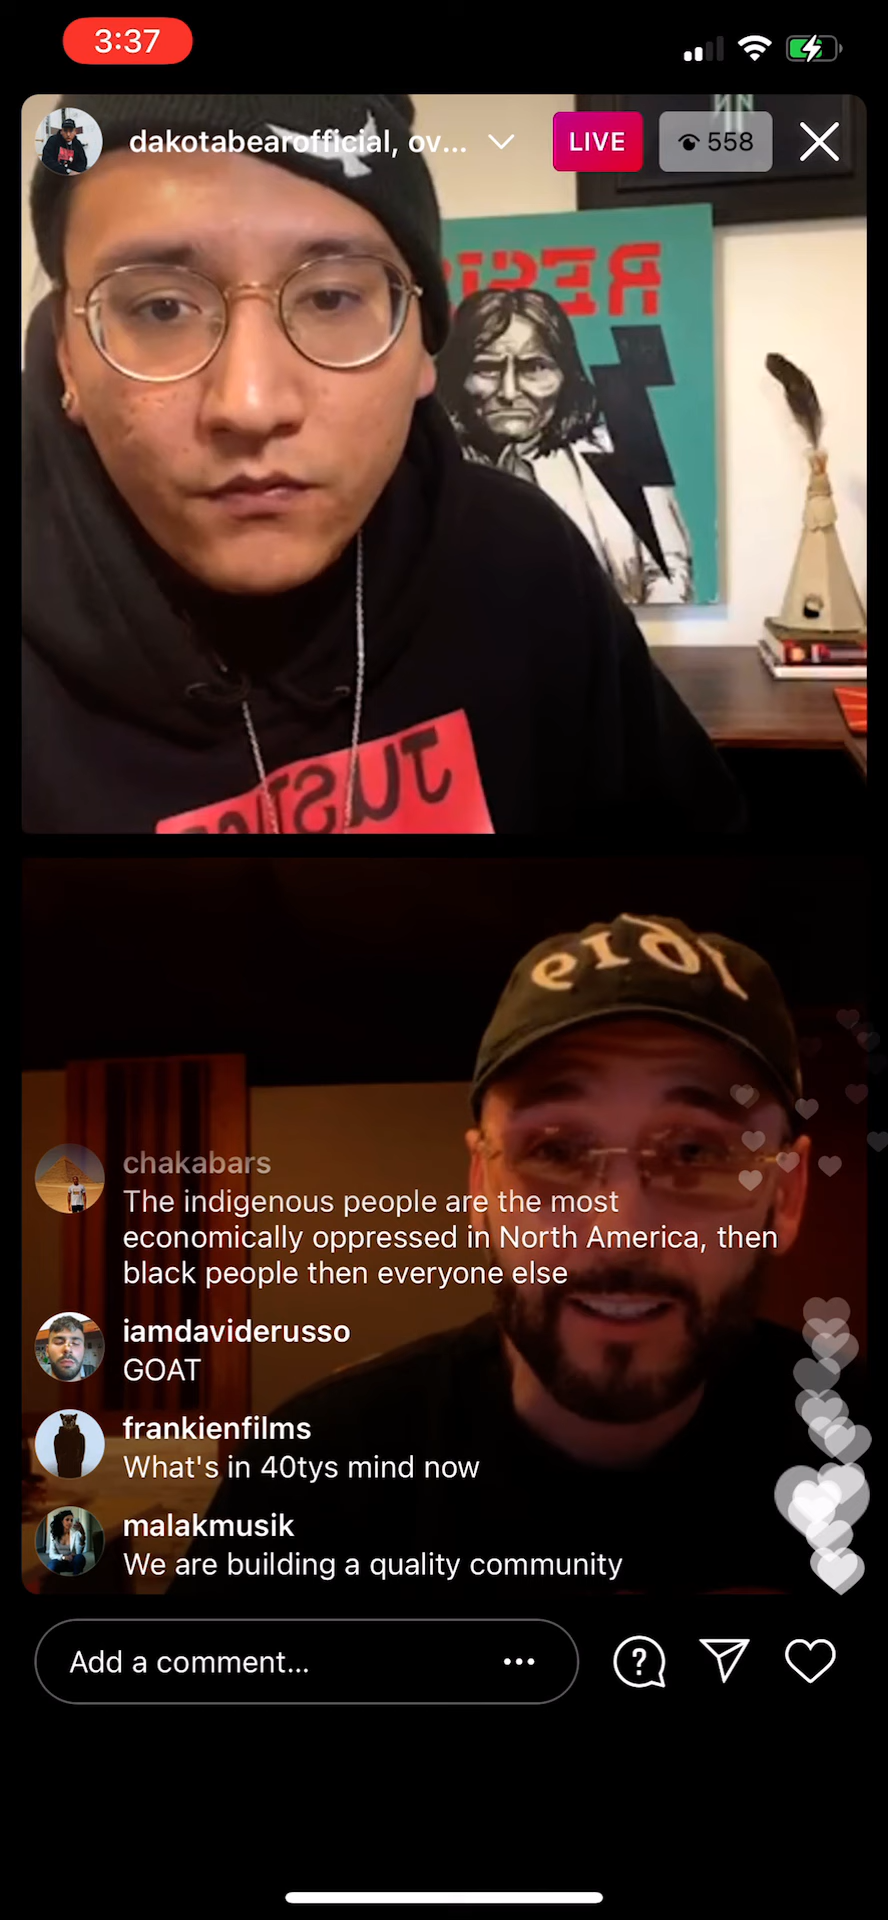 3:37
dakotabearofficial, ov...
LIVE
558
RESIS
JUSTICE
1619
chakabars
The indigenous people are the most
economically oppressed in North America, then
black people then everyone else
iamdaviderusso
GOAT
frankienfilms
What's in 40tys mind now
malakmusik
We are building a quality community
Add a comment...